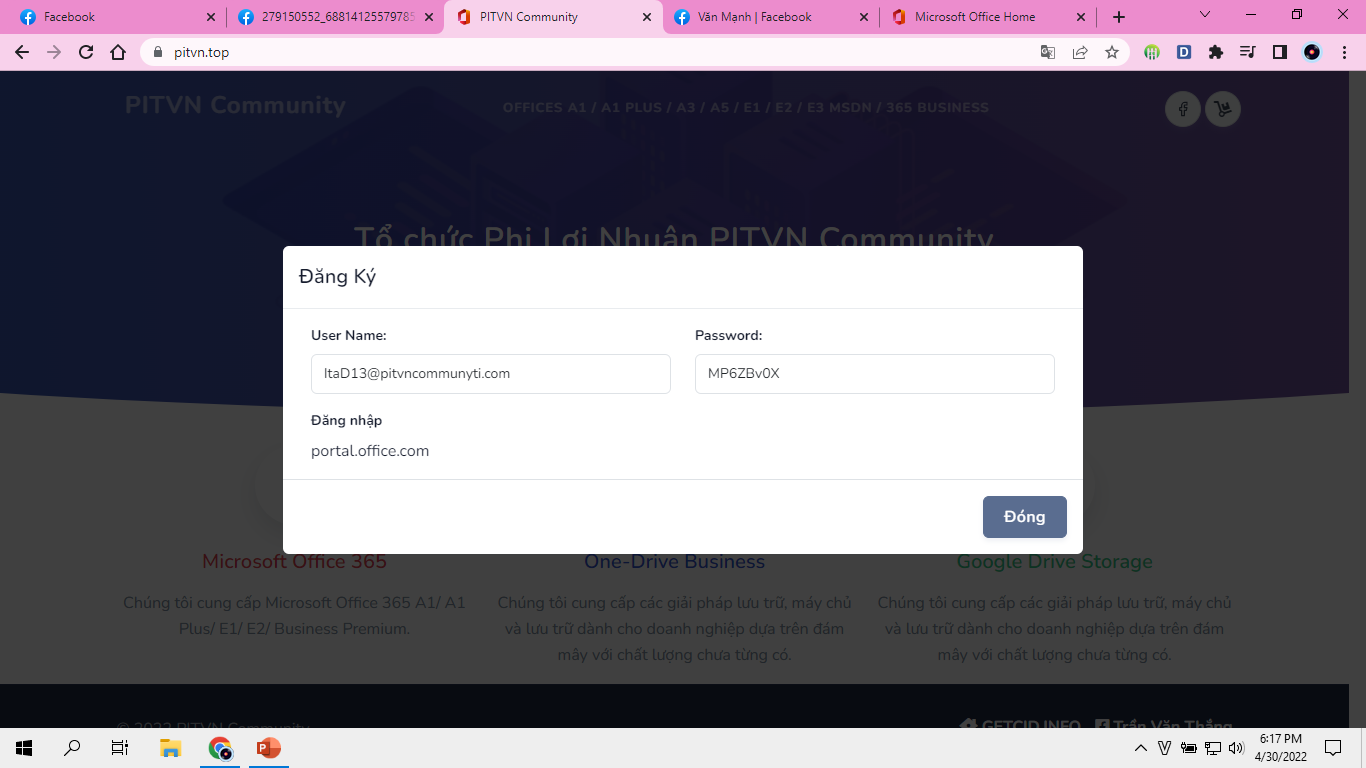 Facebook
279150552_68814125579785
PITVN Community
Văn Mạnh | Facebook
Microsoft Office Home
pitvn.top
PITVN Community
OFFICES A1 / A1 PLUS / A3 / A5 / E1 / E2 / E3 MSDN / 365 BUSINESS
Tổ chức Phi Lợi Nhuận PITVN Community
Đăng Ký
User Name:
Password:
ItaD13@pitvncommunyti.com
MP6ZBv0X
Đăng nhập
portal.office.com
Đóng
Microsoft Office 365
One-Drive Business
Google Drive Storage
Chúng tôi cung cấp Microsoft Office 365 A1/ A1
Plus/ E1/ E2/ Business Premium.
Chúng tôi cung cấp các giải pháp lưu trữ, máy chủ
và lưu trữ dành cho doanh nghiệp dựa trên đám
mây với chất lượng chưa từng có.
Chúng tôi cung cấp các giải pháp lưu trữ, máy chủ
và lưu trữ dành cho doanh nghiệp dựa trên đám
mây với chất lượng chưa từng có.
© 2022 PITVN Community
GETCID.INFO
Trần Văn Thắng
6:17 PM
4/30/2022